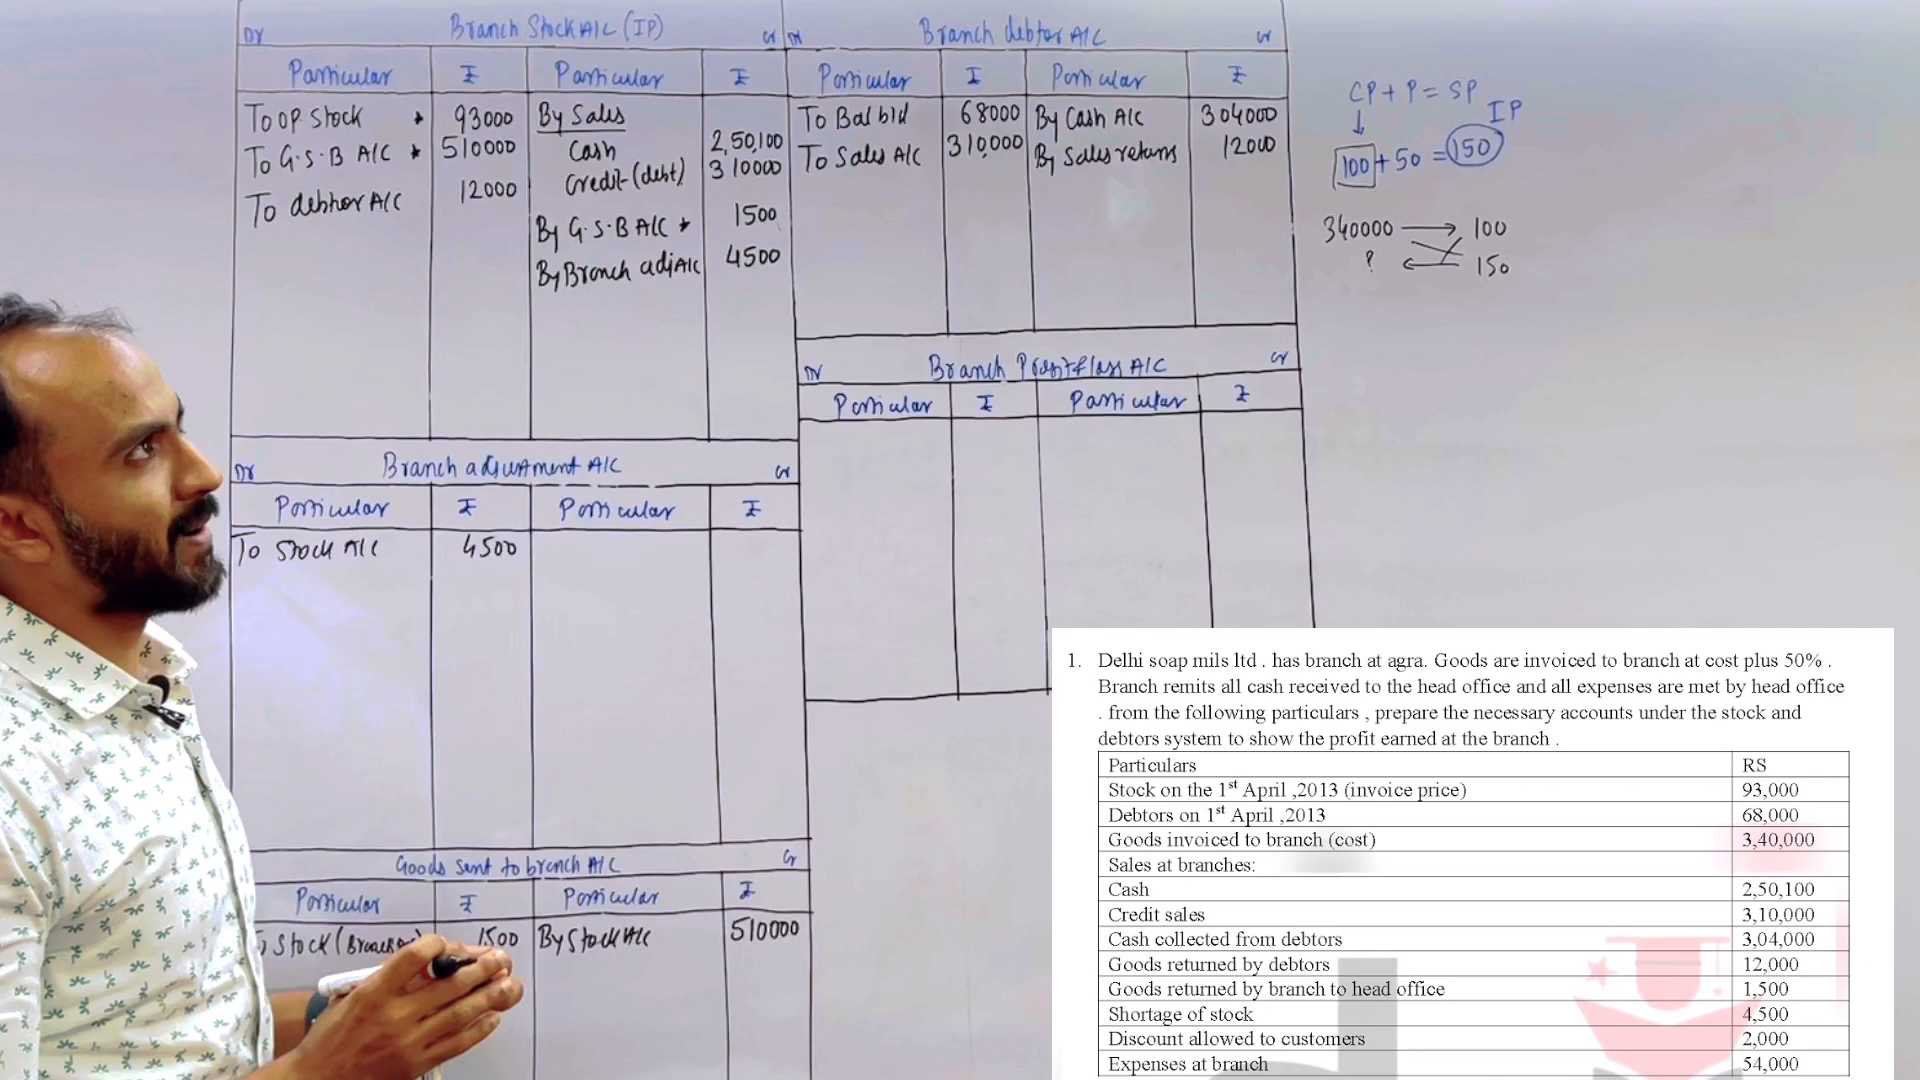 Dr Branch Stock A/C (IP) Cr
Particular ₹ Particular ₹
To OP Stock * 93000 By Sales
Cash 2,50,100
To G.S.B A/C * 510000 Credit (debt) 310000
To debtor A/C 12000
By G.S.B A/C * 1500
By Branch adj A/C 4500
Dr Branch debtor A/C Cr
Particular ₹ Particular ₹
To Bal b/d 68000 By Cash A/C 304000
To Sales A/C 310,000 By Sales return 12000
CP + P = SP
IP
100 + 50 = 150
340000 → 100
? ← 150
Dr Branch Profit & loss A/C Cr
Particular ₹ Particular ₹
Dr Branch adjustment A/C Cr
Particular ₹ Particular ₹
To Stock A/C 4500
Goods sent to branch A/C Cr
Particular ₹ Particular ₹
Stock 1500 By Stock A/C 510000
1. Delhi soap mils ltd . has branch at agra. Goods are invoiced to branch at cost plus 50% .
Branch remits all cash received to the head office and all expenses are met by head office
. from the following particulars , prepare the necessary accounts under the stock and
debtors system to show the profit earned at the branch .
Particulars RS
Stock on the 1st April ,2013 (invoice price) 93,000
Debtors on 1st April ,2013 68,000
Goods invoiced to branch (cost) 3,40,000
Sales at branches:
Cash 2,50,100
Credit sales 3,10,000
Cash collected from debtors 3,04,000
Goods returned by debtors 12,000
Goods returned by branch to head office 1,500
Shortage of stock 4,500
Discount allowed to customers 2,000
Expenses at branch 54,000